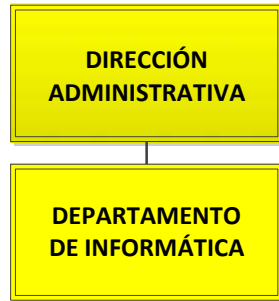 DIRECCIÓN
ADMINISTRATIVA
DEPARTAMENTO
DE INFORMÁTICA